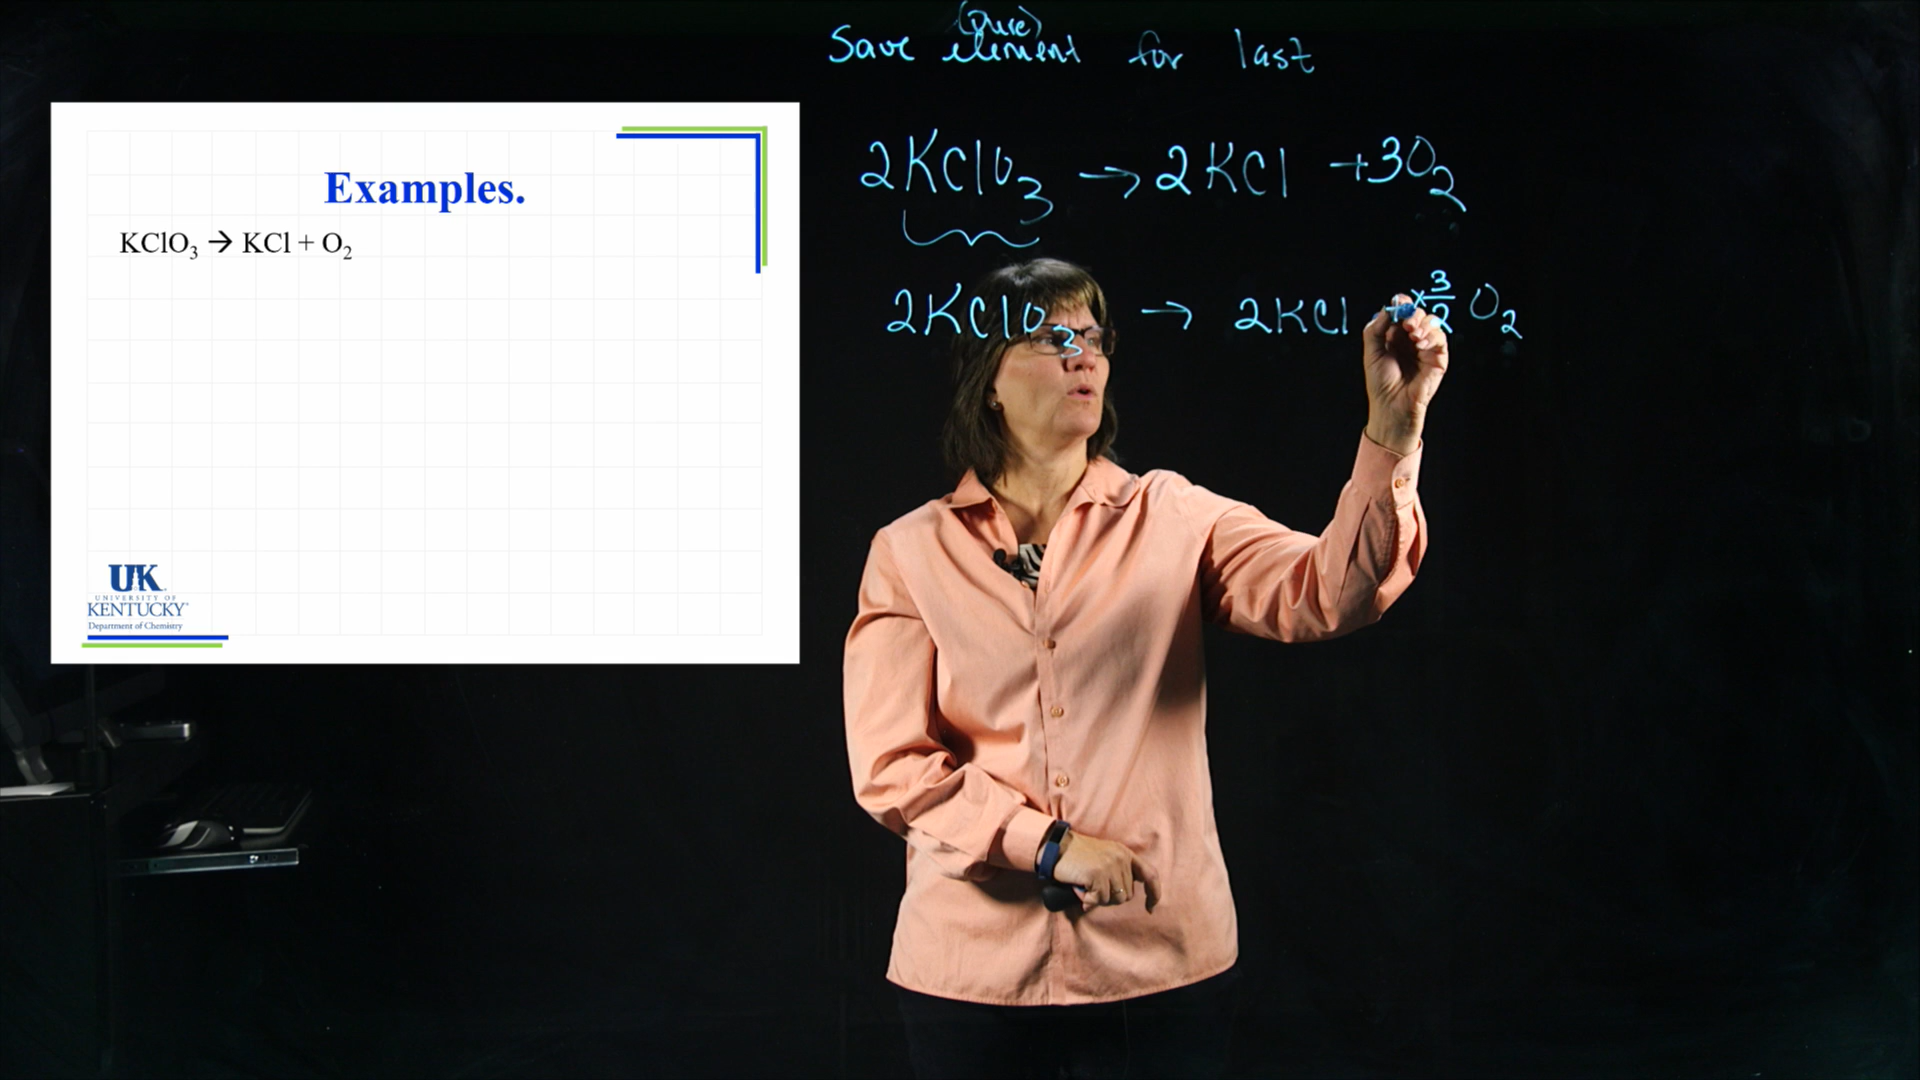 (pure)
Save element for last
2KClO3 → 2KCl + 3O2
2KClO3 → 2KCl + x 3/2 O2
Examples.
KClO3 → KCl + O2
UK
UNIVERSITY OF
KENTUCKY
Department of Chemistry